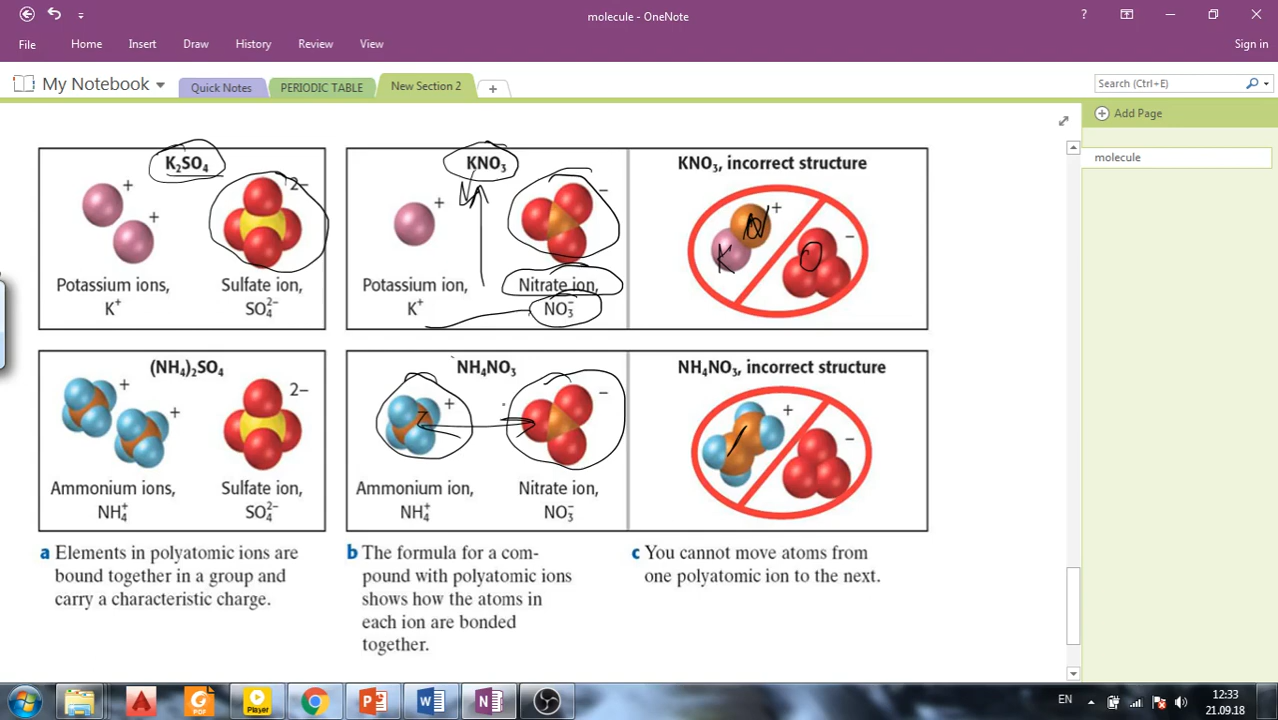 molecule - OneNote
?
File
Home
Insert
Draw
History
Review
View
Sign in
My Notebook
Quick Notes
PERIODIC TABLE
New Section 2
Search (Ctrl+E)
Add Page
molecule
K₂SO₄
+
+
2−
Potassium ions,
K⁺
Sulfate ion,
SO₄²⁻
KNO₃
+
−
Potassium ion,
K⁺
Nitrate ion,
NO₃⁻
KNO₃, incorrect structure
N
+
K
O
−
(NH₄)₂SO₄
+
+
2−
Ammonium ions,
NH₄⁺
Sulfate ion,
SO₄²⁻
NH₄NO₃
+
−
Ammonium ion,
NH₄⁺
Nitrate ion,
NO₃⁻
NH₄NO₃, incorrect structure
+
−
a Elements in polyatomic ions are
bound together in a group and
carry a characteristic charge.
b The formula for a com-
pound with polyatomic ions
shows how the atoms in
each ion are bonded
together.
c You cannot move atoms from
one polyatomic ion to the next.
PDF
Player
EN
12:33
21.09.18